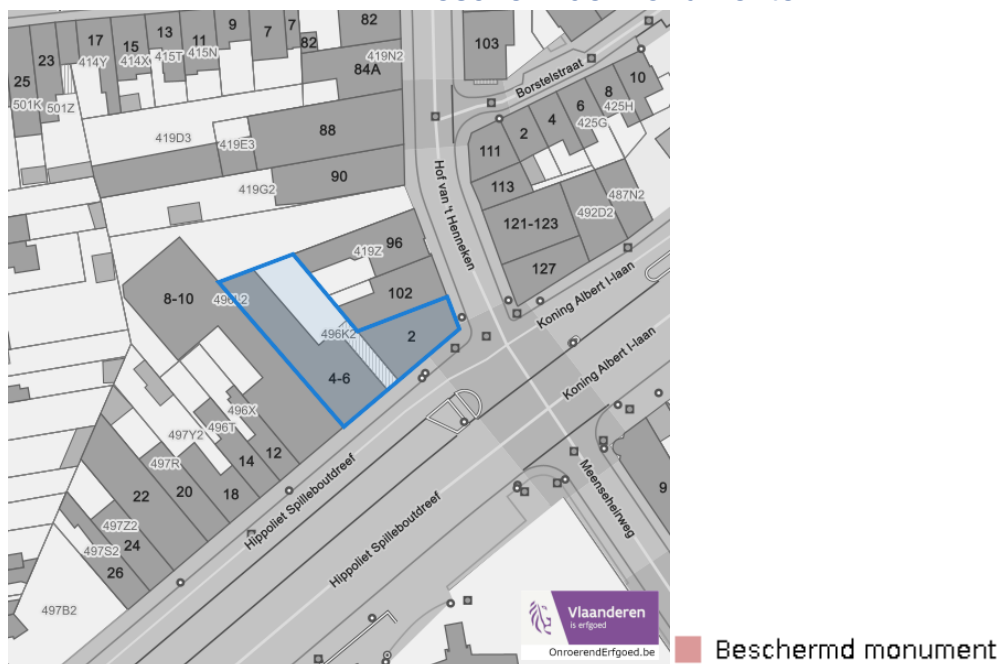 82
419N2
103
17
414Y
15
414X
13
415T
11
415N
9
7
7
82
84A
23
25
501K
501Z
Borstelstraat
10
8
425H
6
425G
4
2
111
88
419D3
419E3
90
419G2
113
487N2
492D2
121-123
Hof van 't Henneken
96
419Z
127
8-10
496L2
102
Koning Albert I-laan
496K2
2
4-6
Koning Albert I-laan
496X
496T
497Y2
12
14
497R
20
18
22
Hippoliet Spilleboutdreef
Meenseheirweg
9
497Z2
24
497S2
26
Hippoliet Spilleboutdreef
497B2
Vlaanderen
is erfgoed
OnroerendErfgoed.be
Beschermd monument